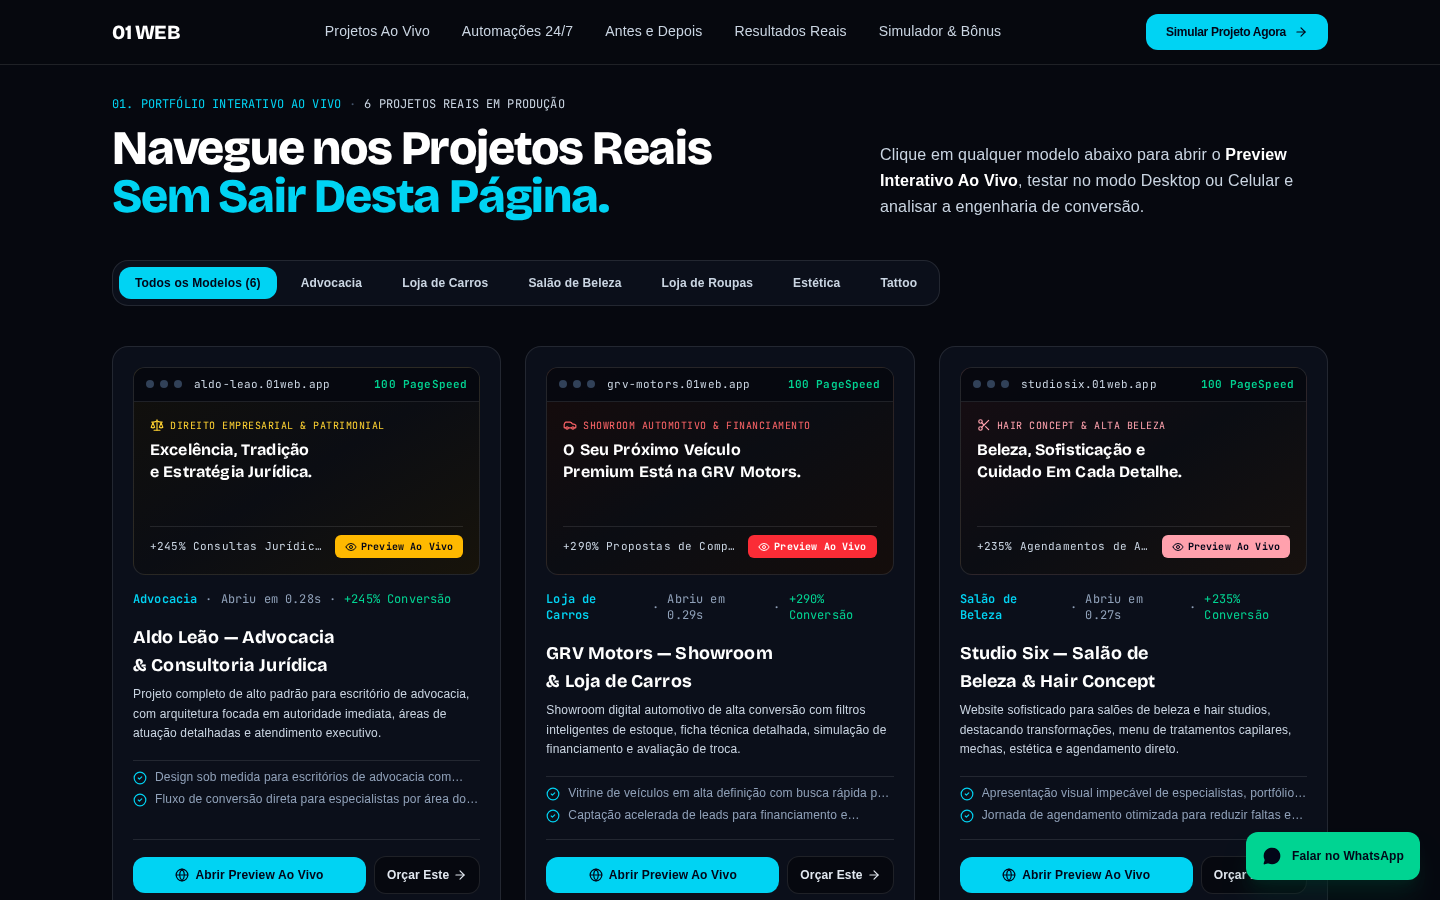 01 WEB
Projetos Ao Vivo
Automações 24/7
Antes e Depois
Resultados Reais
Simulador & Bônus
Simular Projeto Agora
01. PORTFÓLIO INTERATIVO AO VIVO · 6 PROJETOS REAIS EM PRODUÇÃO
Navegue nos Projetos Reais
Sem Sair Desta Página.
Clique em qualquer modelo abaixo para abrir o Preview
Interativo Ao Vivo, testar no modo Desktop ou Celular e
analisar a engenharia de conversão.
Todos os Modelos (6)
Advocacia
Loja de Carros
Salão de Beleza
Loja de Roupas
Estética
Tattoo
aldo-leao.01web.app
100 PageSpeed
DIREITO EMPRESARIAL & PATRIMONIAL
Excelência, Tradição
e Estratégia Jurídica.
+245% Consultas Jurídic…
Preview Ao Vivo
Advocacia · Abriu em 0.28s · +245% Conversão
Aldo Leão — Advocacia
& Consultoria Jurídica
Projeto completo de alto padrão para escritório de advocacia,
com arquitetura focada em autoridade imediata, áreas de
atuação detalhadas e atendimento executivo.
Design sob medida para escritórios de advocacia com…
Fluxo de conversão direta para especialistas por área do…
Abrir Preview Ao Vivo
Orçar Este
grv-motors.01web.app
100 PageSpeed
SHOWROOM AUTOMOTIVO & FINANCIAMENTO
O Seu Próximo Veículo
Premium Está na GRV Motors.
+290% Propostas de Comp…
Preview Ao Vivo
Loja de · Abriu em · +290%
Carros 0.29s Conversão
GRV Motors — Showroom
& Loja de Carros
Showroom digital automotivo de alta conversão com filtros
inteligentes de estoque, ficha técnica detalhada, simulação de
financiamento e avaliação de troca.
Vitrine de veículos em alta definição com busca rápida p…
Captação acelerada de leads para financiamento e…
Abrir Preview Ao Vivo
Orçar Este
studiosix.01web.app
100 PageSpeed
HAIR CONCEPT & ALTA BELEZA
Beleza, Sofisticação e
Cuidado Em Cada Detalhe.
+235% Agendamentos de A…
Preview Ao Vivo
Salão de · Abriu em · +235%
Beleza 0.27s Conversão
Studio Six — Salão de
Beleza & Hair Concept
Website sofisticado para salões de beleza e hair studios,
destacando transformações, menu de tratamentos capilares,
mechas, estética e agendamento direto.
Apresentação visual impecável de especialistas, portfólio…
Jornada de agendamento otimizada para reduzir faltas e…
Abrir Preview Ao Vivo
Orçar
Falar no WhatsApp